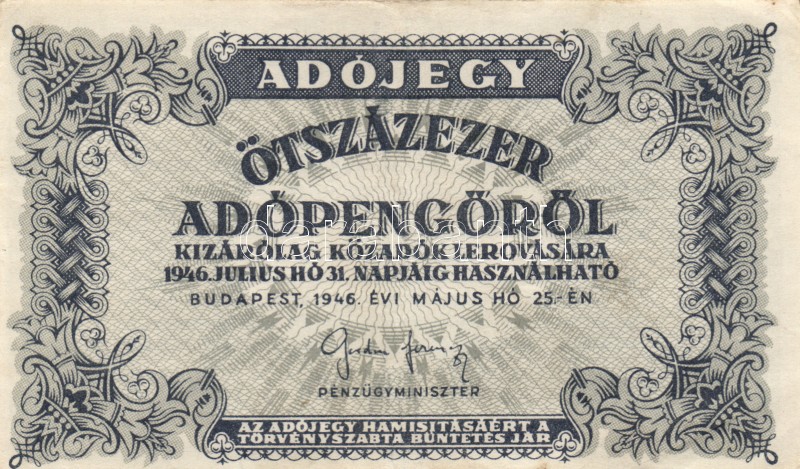 ADÓJEGY
ÖTSZÁZEZER
ADÓPENGŐRŐL
KIZÁRÓLAG KÖZADÓK LEROVÁSÁRA
1946. JULIUS HÓ 31. NAPJÁIG HASZNÁLHATÓ
BUDAPEST, 1946. ÉVI MÁJUS HÓ 25.-ÉN
PÉNZÜGYMINISZTER
AZ ADÓJEGY HAMISITÁSÁÉRT A
TÖRVÉNYSZABTA BÜNTETÉS JÁR